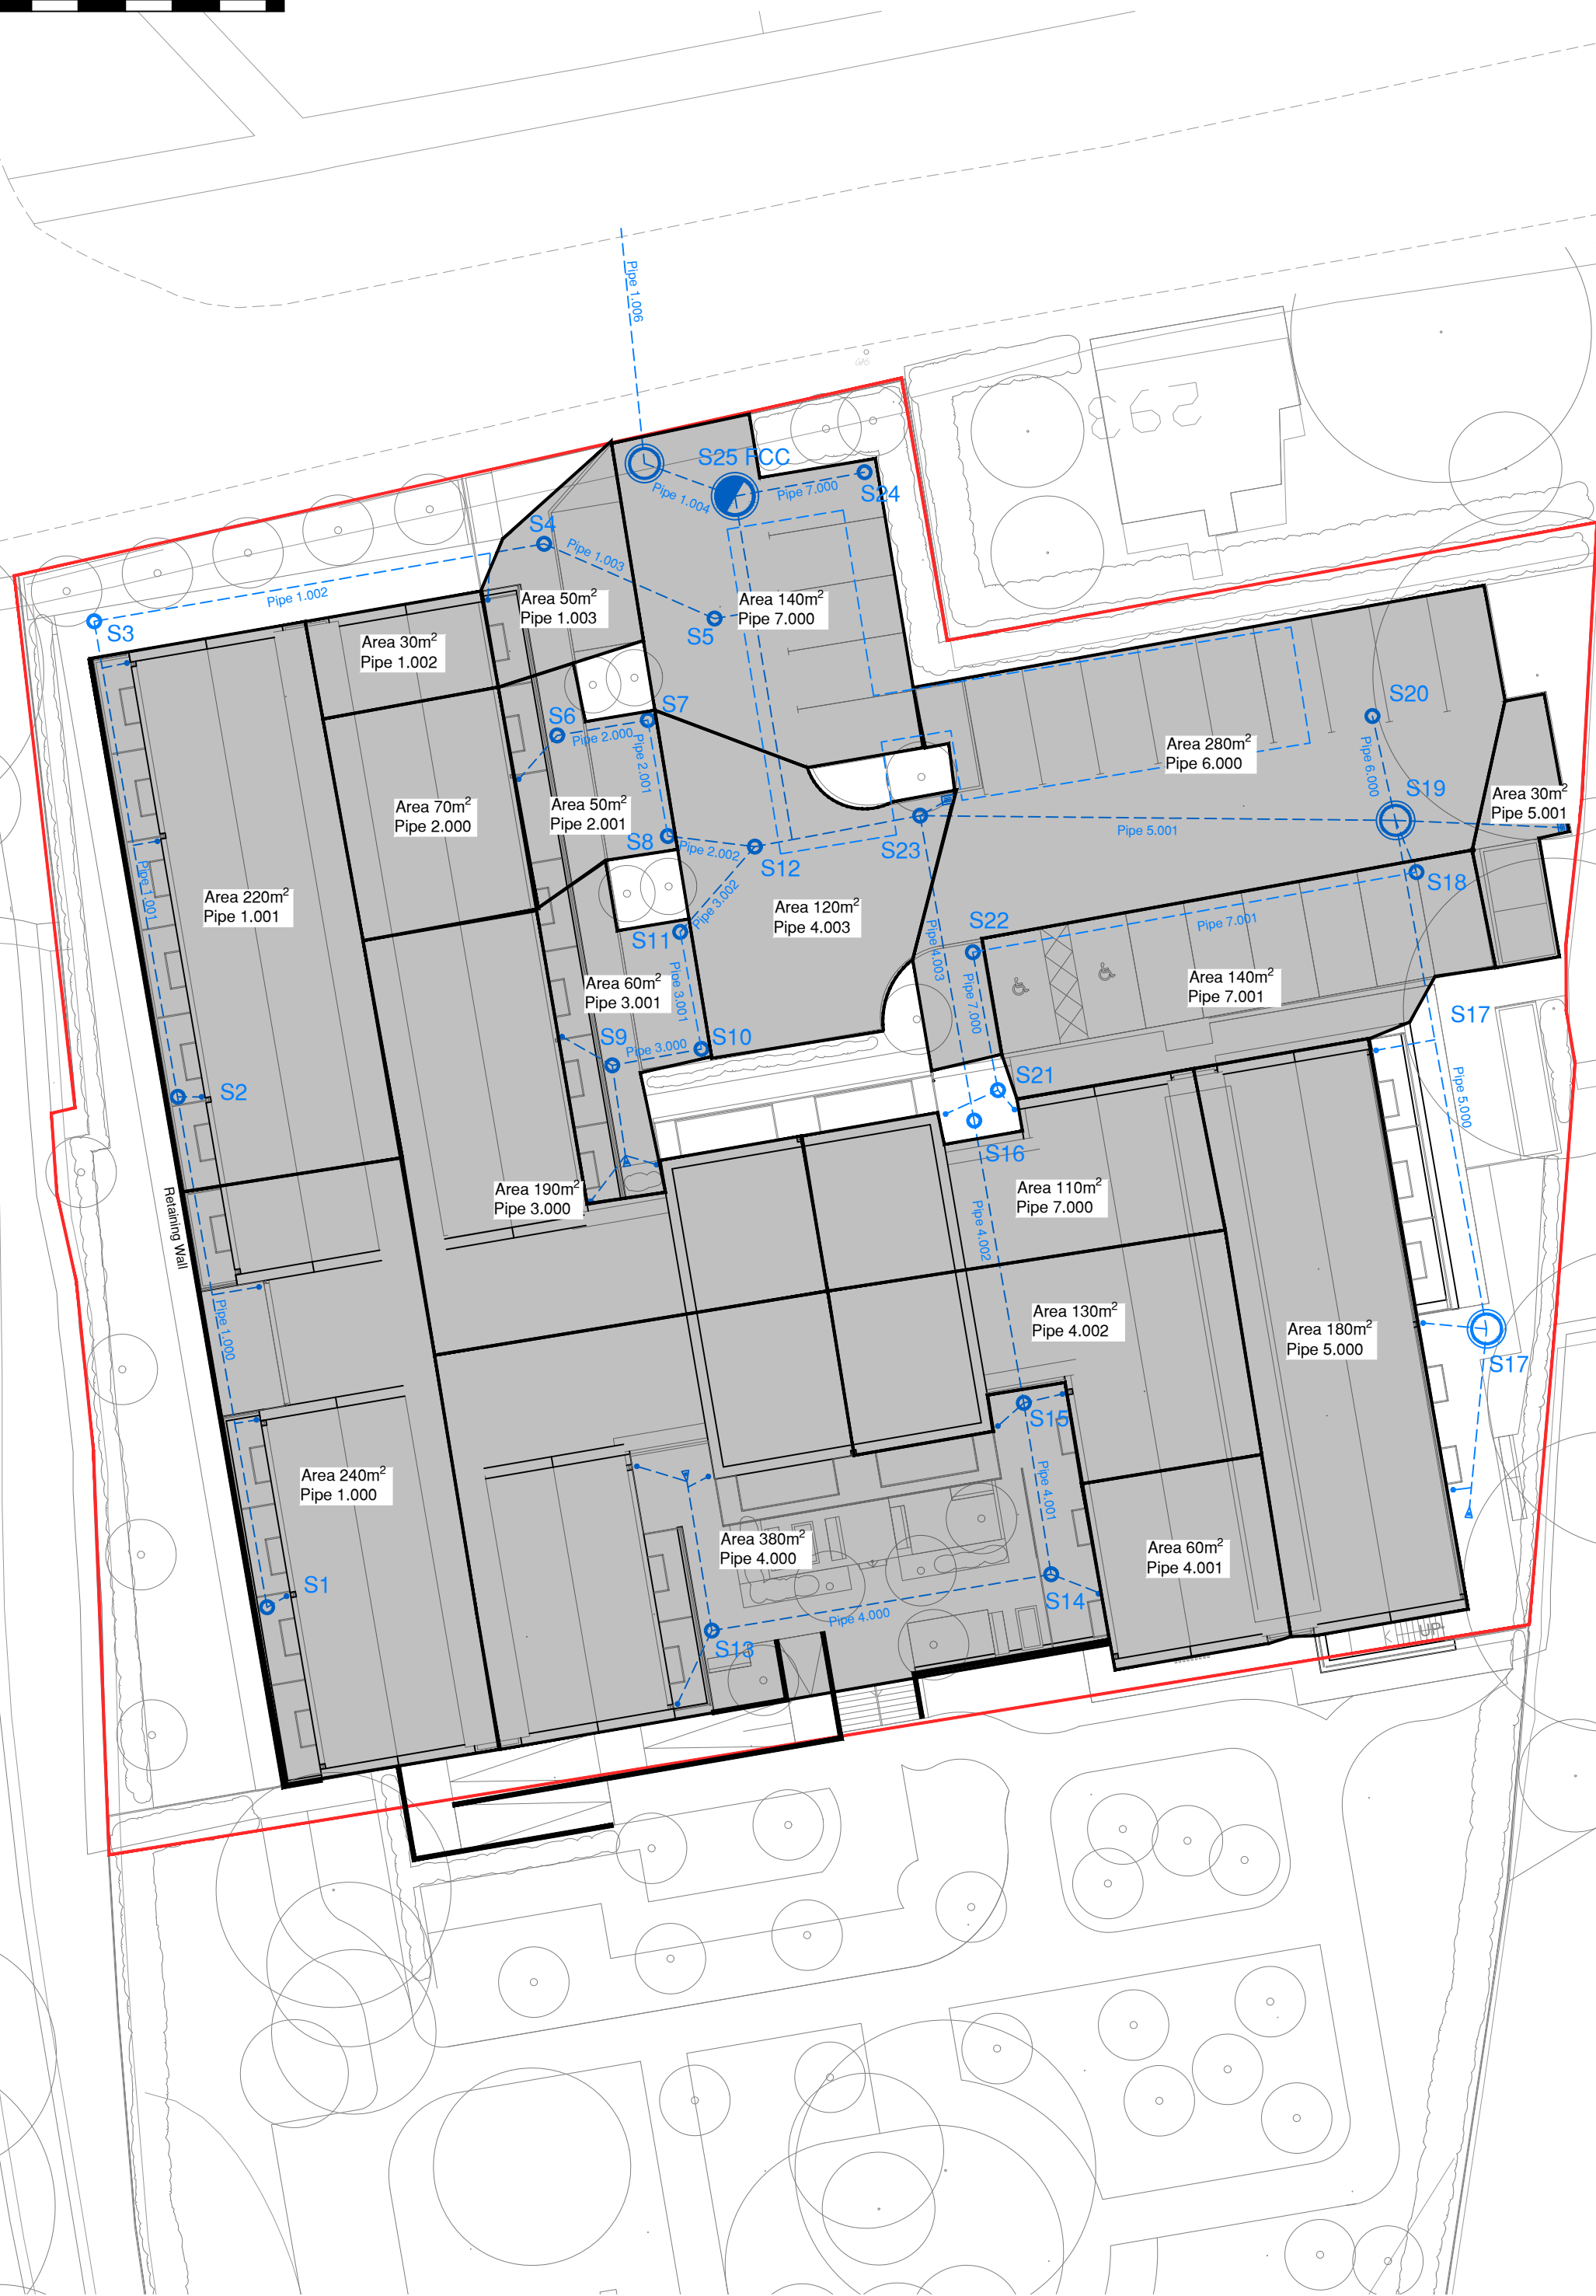 Pipe 1.006
GAS
862
S25 FCC
Pipe 1.004
Pipe 7.000
S24
S4
Pipe 1.003
Pipe 1.002
S3
Area 50m²
Pipe 1.003
Area 140m²
Pipe 7.000
S5
Area 30m²
Pipe 1.002
S6
S7
Pipe 2.000
Pipe 2.001
S20
Area 280m²
Pipe 6.000
Pipe 6.000
S19
Area 30m²
Pipe 5.001
Area 70m²
Pipe 2.000
Area 50m²
Pipe 2.001
S8
Pipe 2.002
S12
S23
Pipe 5.001
S18
Pipe 1.001
Area 220m²
Pipe 1.001
Pipe 3.002
Area 120m²
Pipe 4.003
S22
Pipe 7.001
S11
Pipe 4.003
Area 60m²
Pipe 3.001
Pipe 3.001
Pipe 7.000
Area 140m²
Pipe 7.001
S17
S9
Pipe 3.000
S10
S2
S21
Pipe 5.000
S16
Area 190m²
Pipe 3.000
Area 110m²
Pipe 7.000
Retaining Wall
Pipe 4.002
Pipe 1.000
Area 130m²
Pipe 4.002
Area 180m²
Pipe 5.000
S17
S15
Area 240m²
Pipe 1.000
Pipe 4.001
Area 380m²
Pipe 4.000
Area 60m²
Pipe 4.001
S1
S14
Pipe 4.000
S13
UP